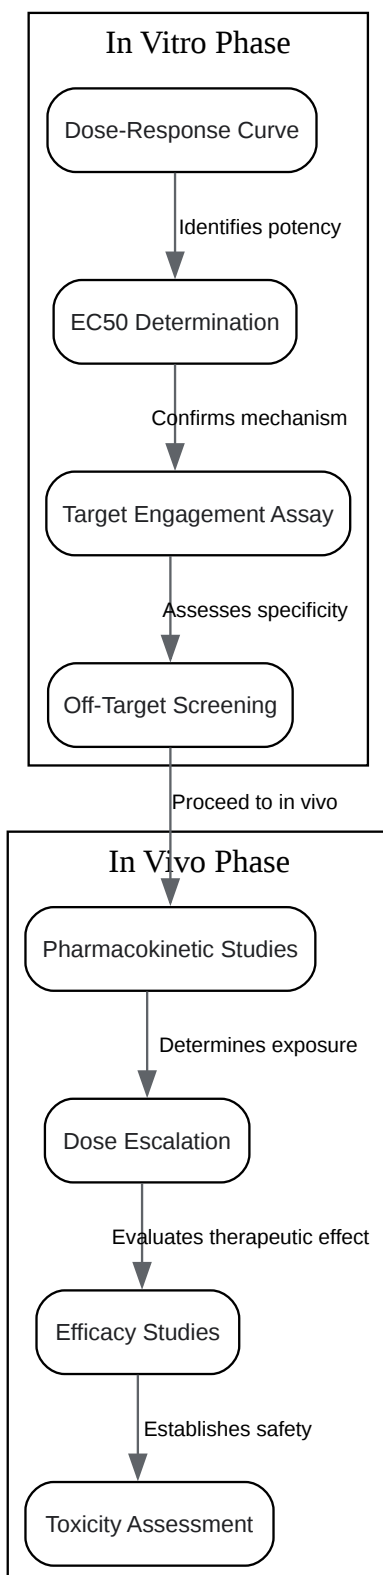 In Vitro Phase
Dose-Response Curve
Identifies potency
EC50 Determination
Confirms mechanism
Target Engagement Assay
Assesses specificity
Off-Target Screening
Proceed to in vivo
In Vivo Phase
Pharmacokinetic Studies
Determines exposure
Dose Escalation
Evaluates therapeutic effect
Efficacy Studies
Establishes safety
Toxicity Assessment